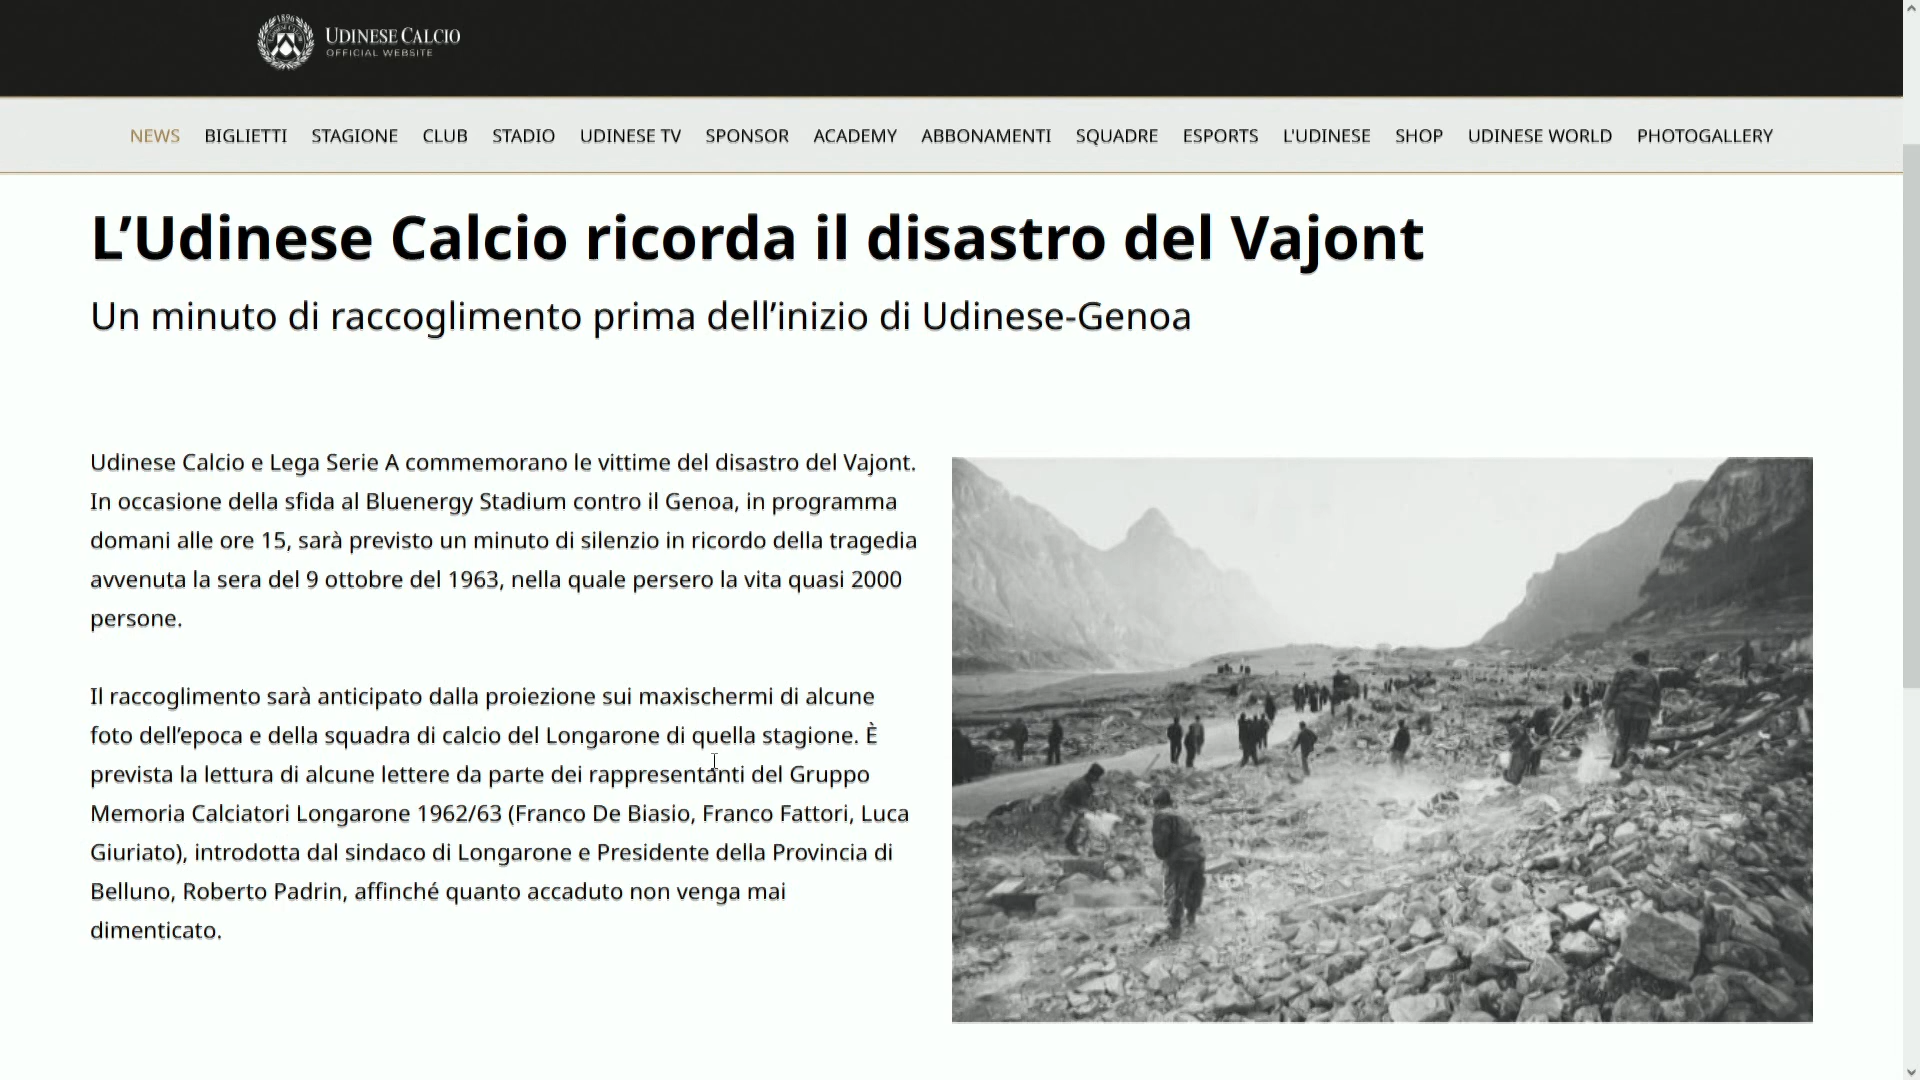 1896
UDINESE CALCIO
OFFICIAL WEBSITE
NEWS BIGLIETTI STAGIONE CLUB STADIO UDINESE TV SPONSOR ACADEMY ABBONAMENTI SQUADRE ESPORTS L'UDINESE SHOP UDINESE WORLD PHOTOGALLERY
L’Udinese Calcio ricorda il disastro del Vajont
Un minuto di raccoglimento prima dell’inizio di Udinese-Genoa
Udinese Calcio e Lega Serie A commemorano le vittime del disastro del Vajont.
In occasione della sfida al Bluenergy Stadium contro il Genoa, in programma
domani alle ore 15, sarà previsto un minuto di silenzio in ricordo della tragedia
avvenuta la sera del 9 ottobre del 1963, nella quale persero la vita quasi 2000
persone.
Il raccoglimento sarà anticipato dalla proiezione sui maxischermi di alcune
foto dell’epoca e della squadra di calcio del Longarone di quella stagione. È
prevista la lettura di alcune lettere da parte dei rappresentanti del Gruppo
Memoria Calciatori Longarone 1962/63 (Franco De Biasio, Franco Fattori, Luca
Giuriato), introdotta dal sindaco di Longarone e Presidente della Provincia di
Belluno, Roberto Padrin, affinché quanto accaduto non venga mai
dimenticato.